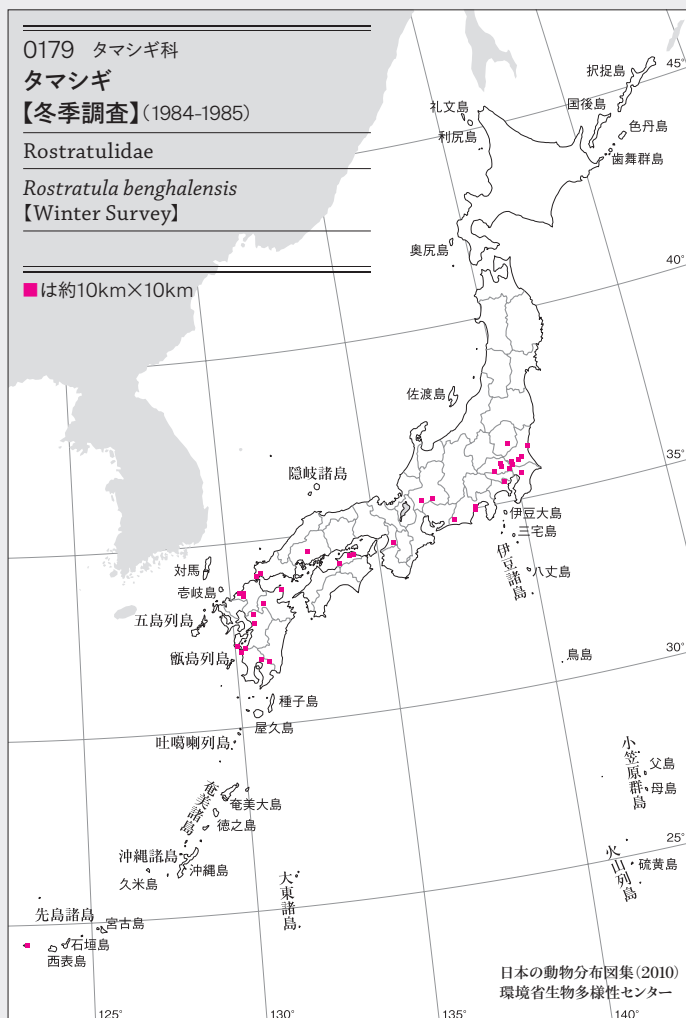 0179 タマシギ科
タマシギ
【冬季調査】(1984-1985)
Rostratulidae
Rostratula benghalensis
【Winter Survey】
■は約10km×10km
択捉島
45°
礼文島
国後島
利尻島
色丹島
歯舞群島
奥尻島
40°
佐渡島
35°
隠岐諸島
伊豆大島
三宅島
伊豆諸島
八丈島
対馬
壱岐島
五島列島
甑島列島
鳥島
30°
種子島
屋久島
吐噶喇列島
小笠原群島
父島
母島
奄美諸島
奄美大島
徳之島
25°
沖縄諸島
沖縄島
久米島
大東諸島
火山列島
硫黄島
先島諸島
宮古島
石垣島
西表島
日本の動物分布図集(2010)
環境省生物多様性センター
125°
130°
135°
140°